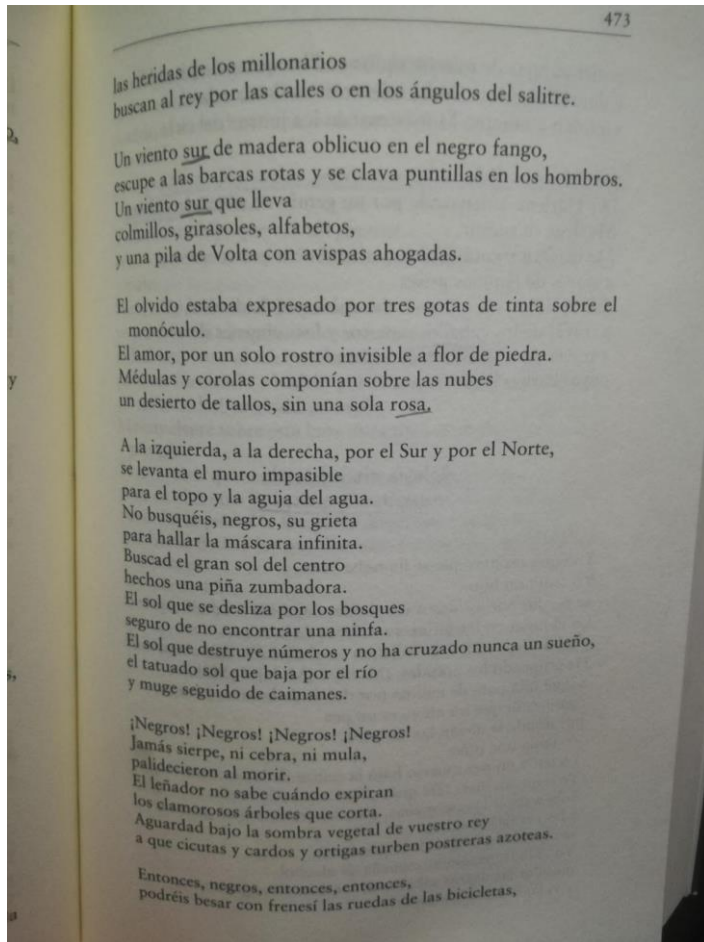 473
las heridas de los millonarios
buscan al rey por las calles o en los ángulos del salitre.
Un viento sur de madera oblicuo en el negro fango,
escupe a las barcas rotas y se clava puntillas en los hombros.
Un viento sur que lleva
colmillos, girasoles, alfabetos,
y una pila de Volta con avispas ahogadas.
El olvido estaba expresado por tres gotas de tinta sobre el
monóculo.
El amor, por un solo rostro invisible a flor de piedra.
Médulas y corolas componían sobre las nubes
un desierto de tallos, sin una sola rosa.
A la izquierda, a la derecha, por el Sur y por el Norte,
se levanta el muro impasible
para el topo y la aguja del agua.
No busquéis, negros, su grieta
para hallar la máscara infinita.
Buscad el gran sol del centro
hechos una piña zumbadora.
El sol que se desliza por los bosques
seguro de no encontrar una ninfa.
El sol que destruye números y no ha cruzado nunca un sueño,
el tatuado sol que baja por el río
y muge seguido de caimanes.
¡Negros! ¡Negros! ¡Negros! ¡Negros!
Jamás sierpe, ni cebra, ni mula,
palidecieron al morir.
El leñador no sabe cuándo expiran
los clamorosos árboles que corta.
Aguardad bajo la sombra vegetal de vuestro rey
a que cicutas y cardos y ortigas turben postreras azoteas.
Entonces, negros, entonces, entonces,
podréis besar con frenesí las ruedas de las bicicletas,